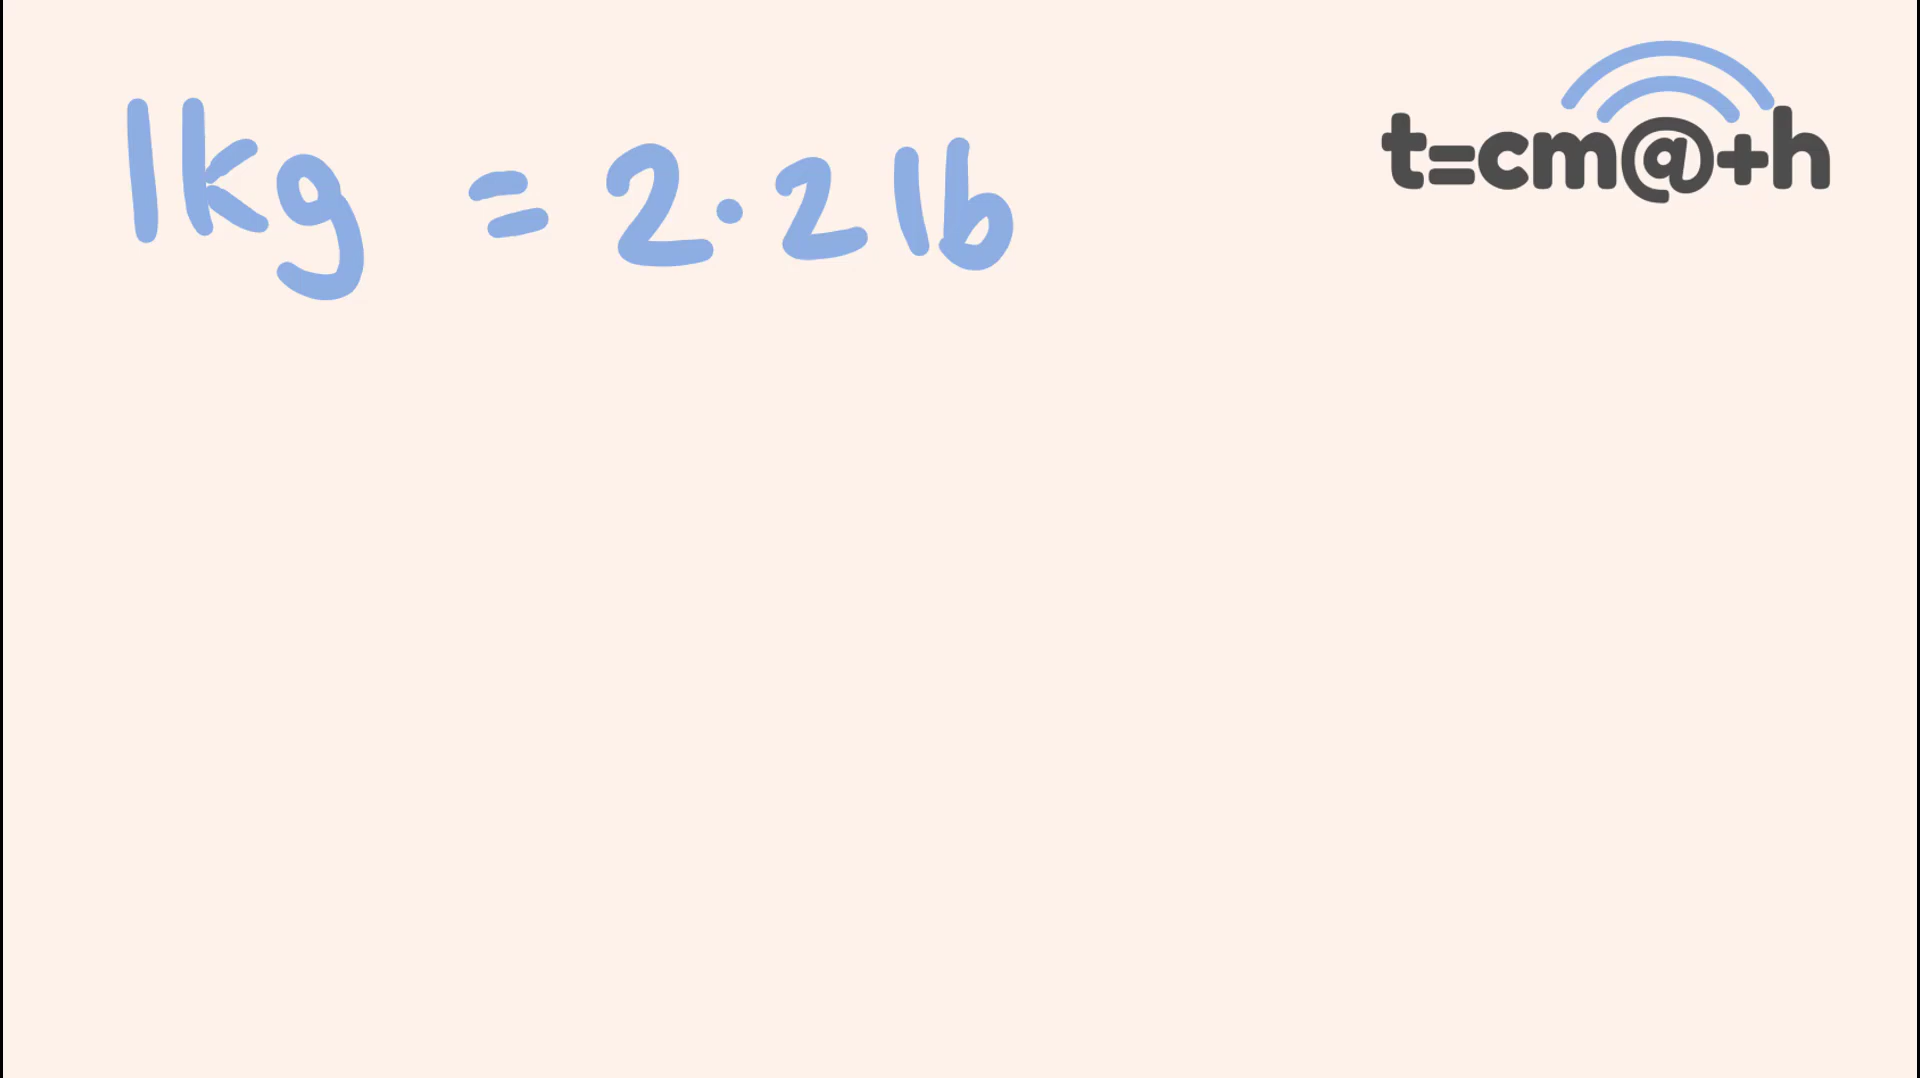 1kg = 2.2lb
t=cm@+h